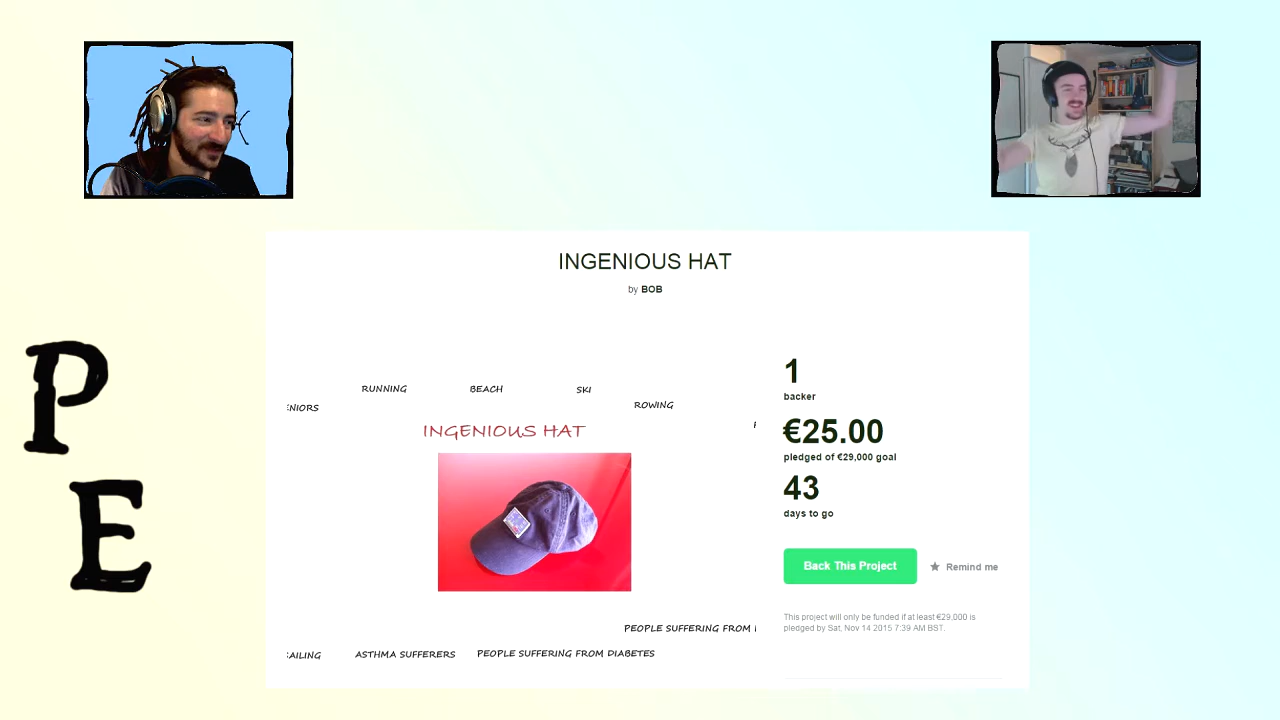 INGENIOUS HAT
by BOB
RUNNING
BEACH
SKI
ROWING
NIORS
INGENIOUS HAT
PEOPLE SUFFERING FROM
AILING
ASTHMA SUFFERERS
PEOPLE SUFFERING FROM DIABETES
1
backer
€25.00
pledged of €29,000 goal
43
days to go
Back This Project
Remind me
This project will only be funded if at least €29,000 is
pledged by Sat, Nov 14 2015 7:39 AM BST.
P
E